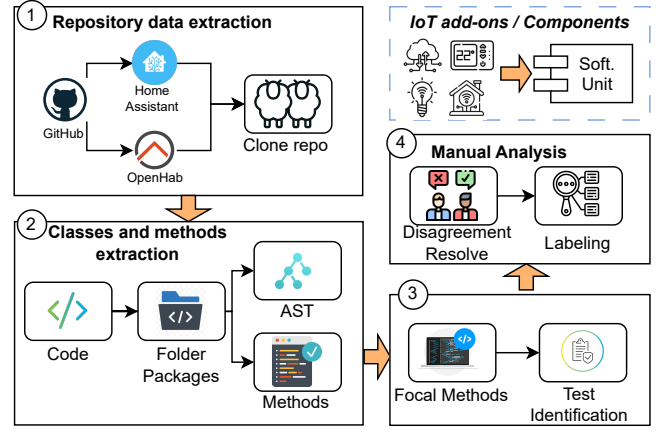 1
Repository data extraction
GitHub
Home
Assistant
OpenHab
Clone repo
IoT add-ons / Components
22°
Soft.
Unit
2
Classes and methods
extraction
Code
</>
Folder
Packages
AST
Methods
3
Focal Methods
</>
Test
Identification
4
Manual Analysis
Disagreement
Resolve
Labeling